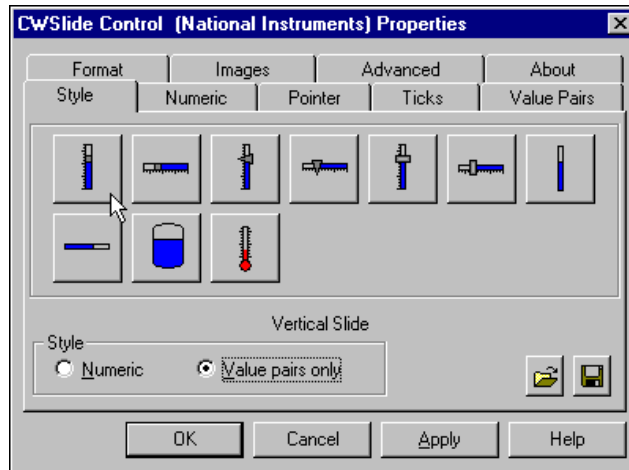 CWSlide Control (National Instruments) Properties
Format Images Advanced About
Style Numeric Pointer Ticks Value Pairs
Vertical Slide
Style
Numeric Value pairs only
OK Cancel Apply Help